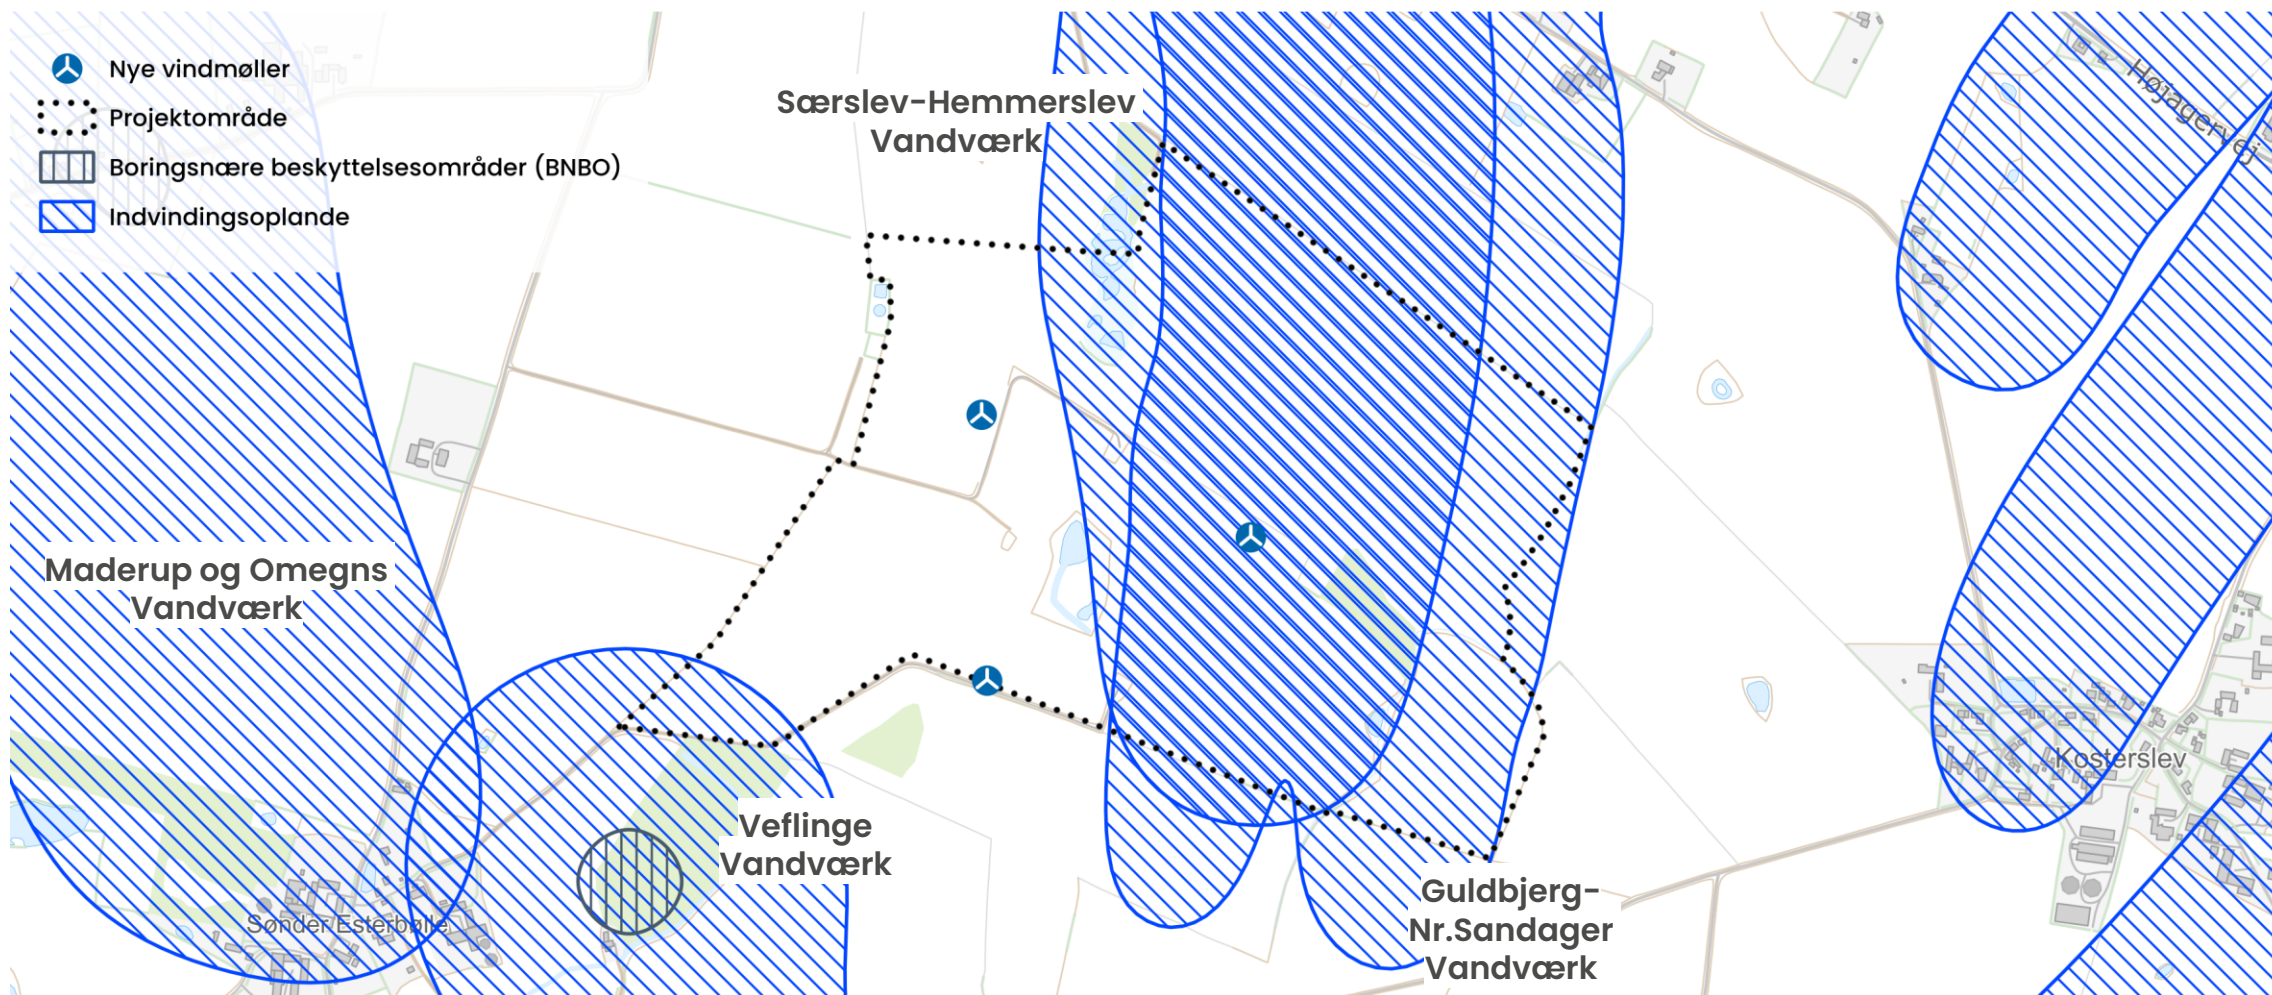 Nye vindmøller
Projektområde
Boringsnære beskyttelsesområder (BNBO)
Indvindingsoplande
Særslev-Hemmerslev
Vandværk
Højagervej
Maderup og Omegns
Vandværk
Kosterslev
Veflinge
Vandværk
Sønder Esterbølle
Guldbjerg-
Nr.Sandager
Vandværk